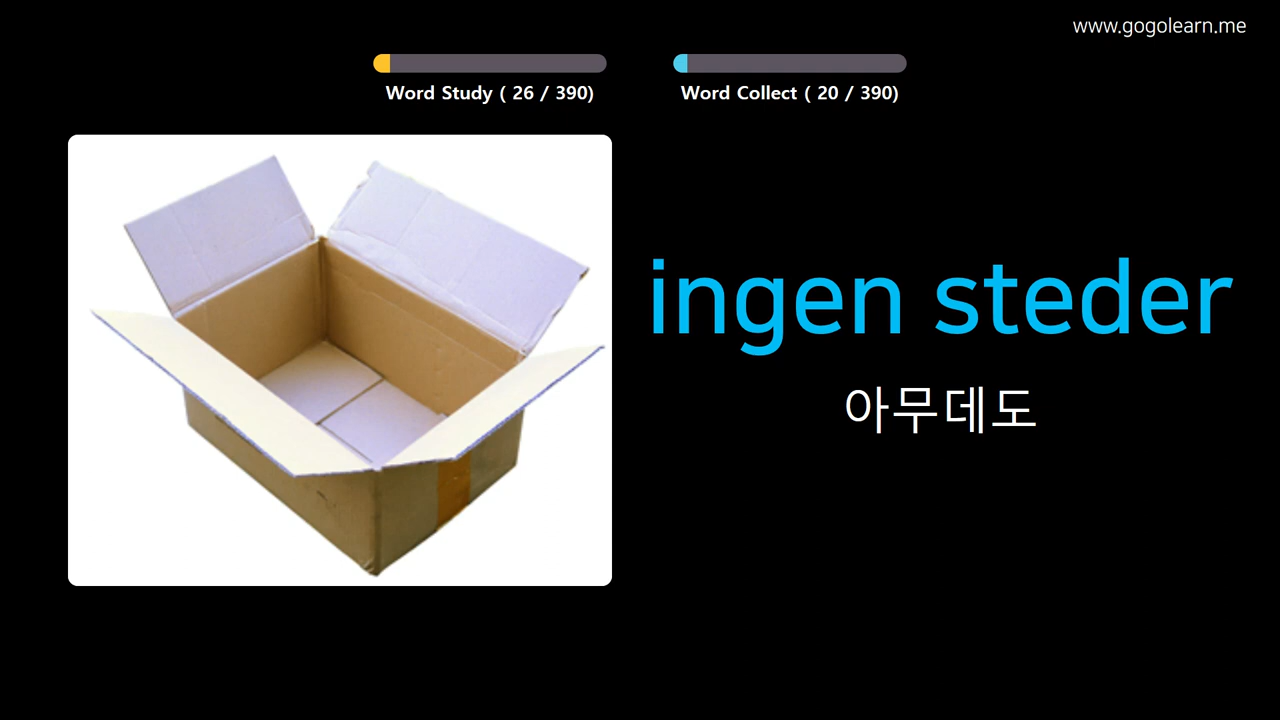 www.gogolearn.me
Word Study ( 26 / 390)
Word Collect ( 20 / 390)
ingen steder
아무데도